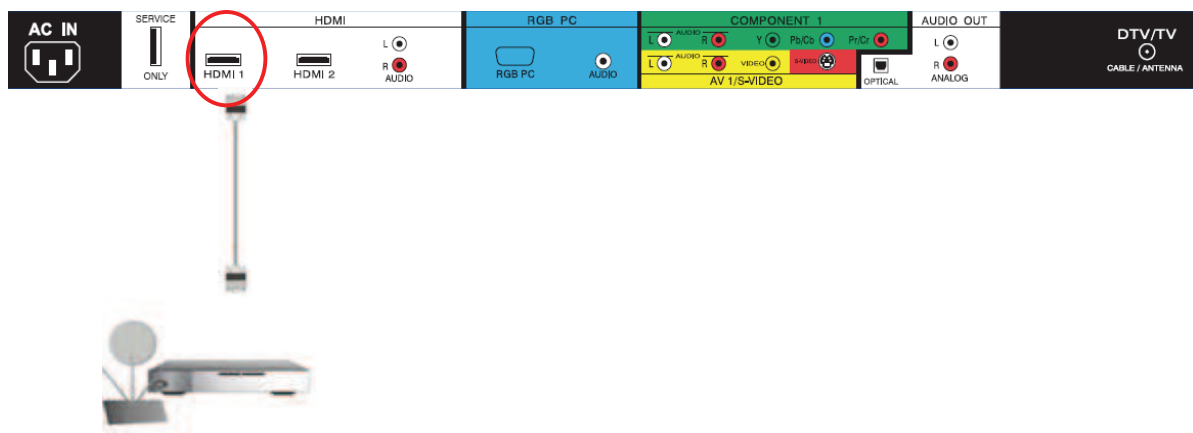 AC IN
SERVICE
ONLY
HDMI
HDMI 1
HDMI 2
L
R
AUDIO
RGB PC
RGB PC
AUDIO
COMPONENT 1
L AUDIO R Y Pb/Cb Pr/Cr
L AUDIO R VIDEO S-VIDEO
AV 1/S-VIDEO
AUDIO OUT
L
R
OPTICAL
ANALOG
DTV/TV
CABLE / ANTENNA